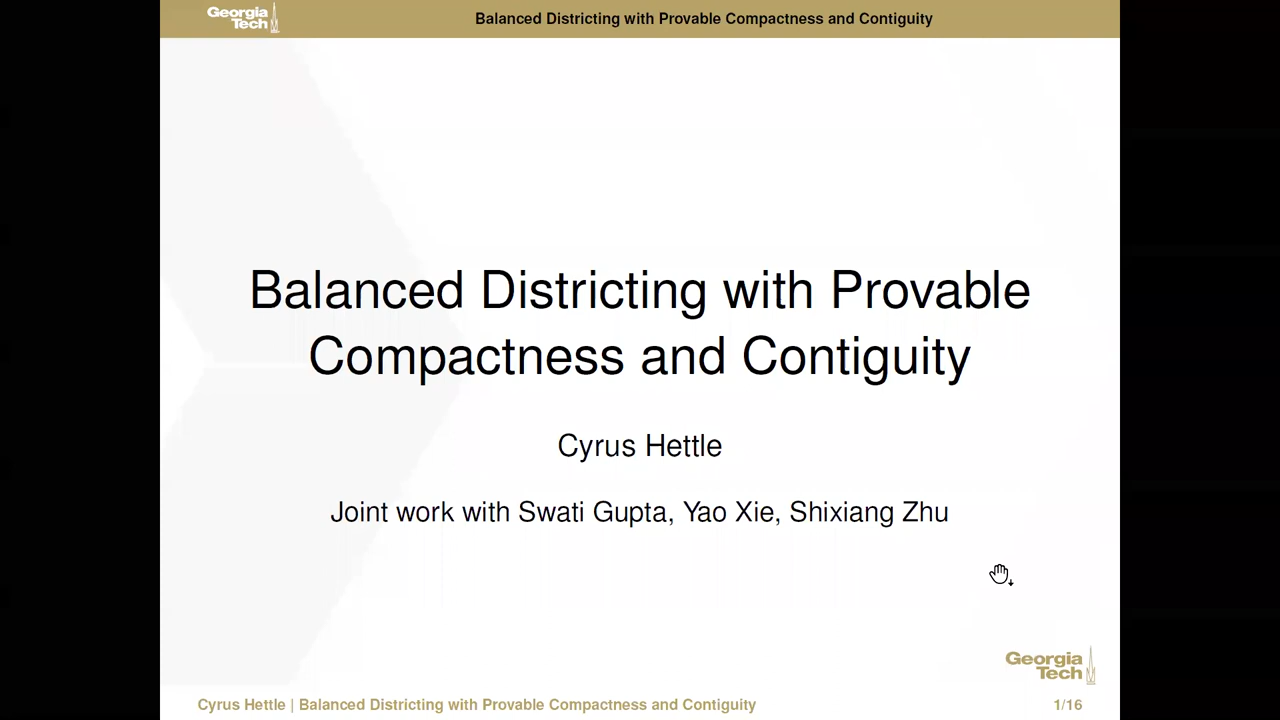 Georgia
Tech
Balanced Districting with Provable Compactness and Contiguity
Balanced Districting with Provable
Compactness and Contiguity
Cyrus Hettle
Joint work with Swati Gupta, Yao Xie, Shixiang Zhu
Georgia
Tech
Cyrus Hettle | Balanced Districting with Provable Compactness and Contiguity
1/16